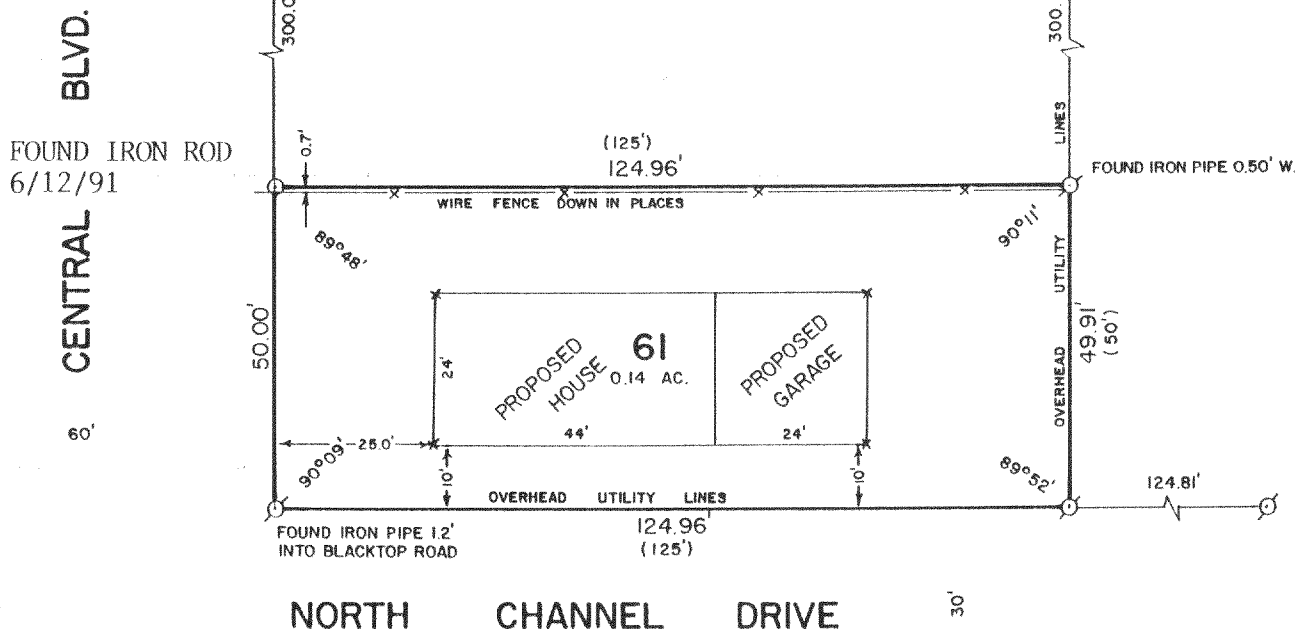 300.0
300.
CENTRAL BLVD.
FOUND IRON ROD
6/12/91
0.7'
(125')
124.96'
LINES
FOUND IRON PIPE 0.50' W.
WIRE FENCE DOWN IN PLACES
89°48'
90°11'
UTILITY
50.00'
24'
PROPOSED
HOUSE
61
0.14 AC.
PROPOSED
GARAGE
49.91'
(50')
OVERHEAD
60'
25.0'
44'
24'
90°09'
10'
10'
89°52'
124.81'
OVERHEAD UTILITY LINES
FOUND IRON PIPE 1.2'
INTO BLACKTOP ROAD
124.96'
(125')
NORTH CHANNEL DRIVE
30'